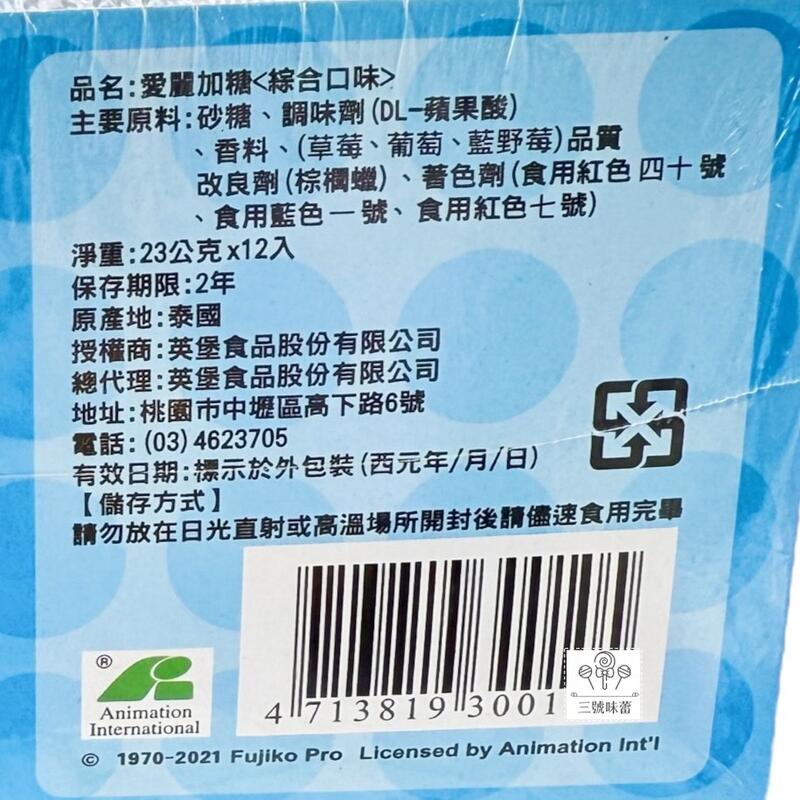 品名:愛麗加糖<綜合口味>
主要原料:砂糖、調味劑(DL-蘋果酸)
、香料、(草莓、葡萄、藍野莓)品質
改良劑(棕櫚蠟)、著色劑(食用紅色四十號
、食用藍色一號、食用紅色七號)
淨重:23公克x12入
保存期限:2年
原產地:泰國
授權商:英堡食品股份有限公司
總代理:英堡食品股份有限公司
地址:桃園市中壢區高下路6號
電話:(03)4623705
有效日期:標示於外包裝(西元年/月/日)
【儲存方式】
請勿放在日光直射或高溫場所開封後請儘速食用完畢
4 713819 3001
三號味蕾
®
Animation
International
© 1970-2021 Fujiko Pro Licensed by Animation Int'l